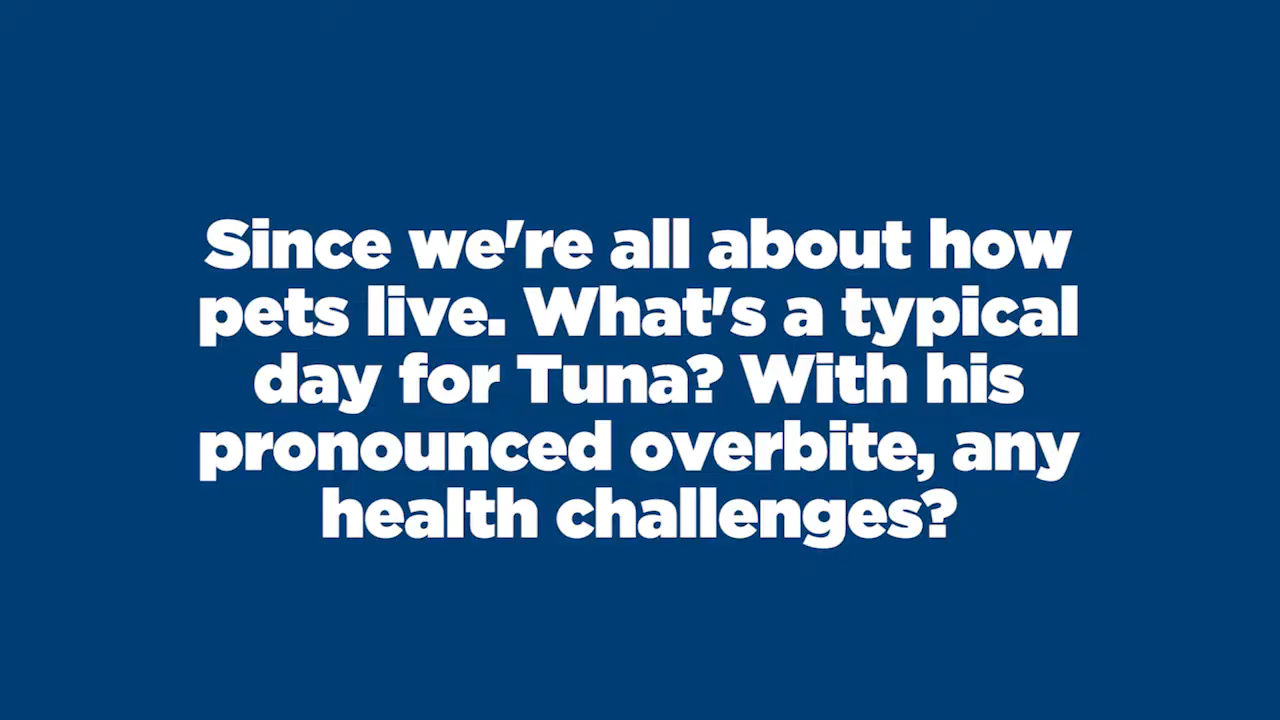 Since we're all about how
pets live. What's a typical
day for Tuna? With his
pronounced overbite, any
health challenges?